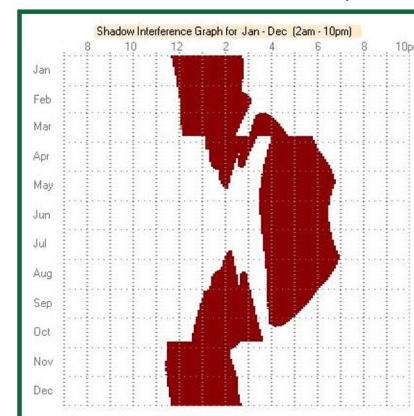 Shadow Interference Graph for Jan - Dec (2am - 10pm)
8 10 12 2 4 6 8 10p
Jan
Feb
Mar
Apr
May
Jun
Jul
Aug
Sep
Oct
Nov
Dec